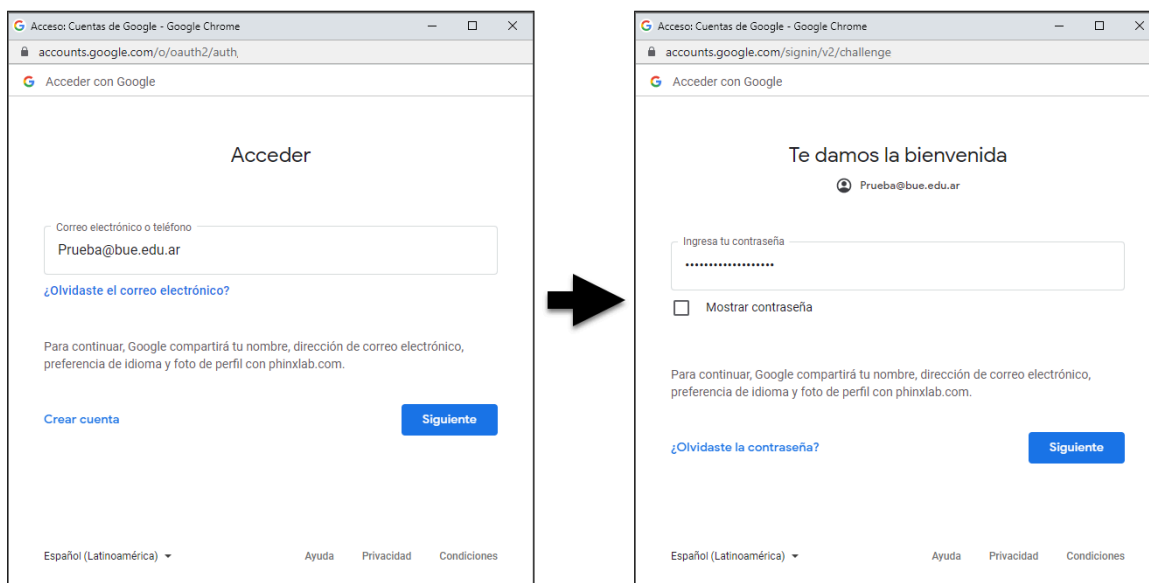 Acceso: Cuentas de Google - Google Chrome
accounts.google.com/o/oauth2/auth,
Acceder con Google
Acceder
Correo electrónico o teléfono
Prueba@bue.edu.ar
¿Olvidaste el correo electrónico?
Para continuar, Google compartirá tu nombre, dirección de correo electrónico,
preferencia de idioma y foto de perfil con phinxlab.com.
Crear cuenta
Siguiente
Español (Latinoamérica)
Ayuda
Privacidad
Condiciones
Acceso: Cuentas de Google - Google Chrome
accounts.google.com/signin/v2/challenge
Acceder con Google
Te damos la bienvenida
Prueba@bue.edu.ar
Ingresa tu contraseña
•••••••••••••••••••
Mostrar contraseña
Para continuar, Google compartirá tu nombre, dirección de correo electrónico,
preferencia de idioma y foto de perfil con phinxlab.com.
¿Olvidaste la contraseña?
Siguiente
Español (Latinoamérica)
Ayuda
Privacidad
Condiciones